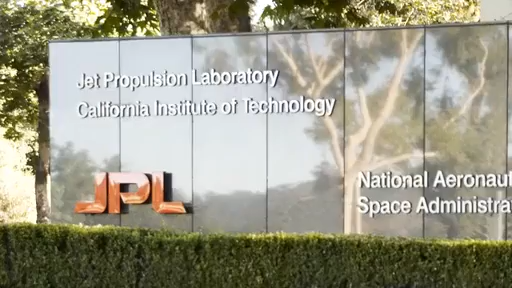 Jet Propulsion Laboratory
California Institute of Technology
JPL
National Aeronaut
Space Administra